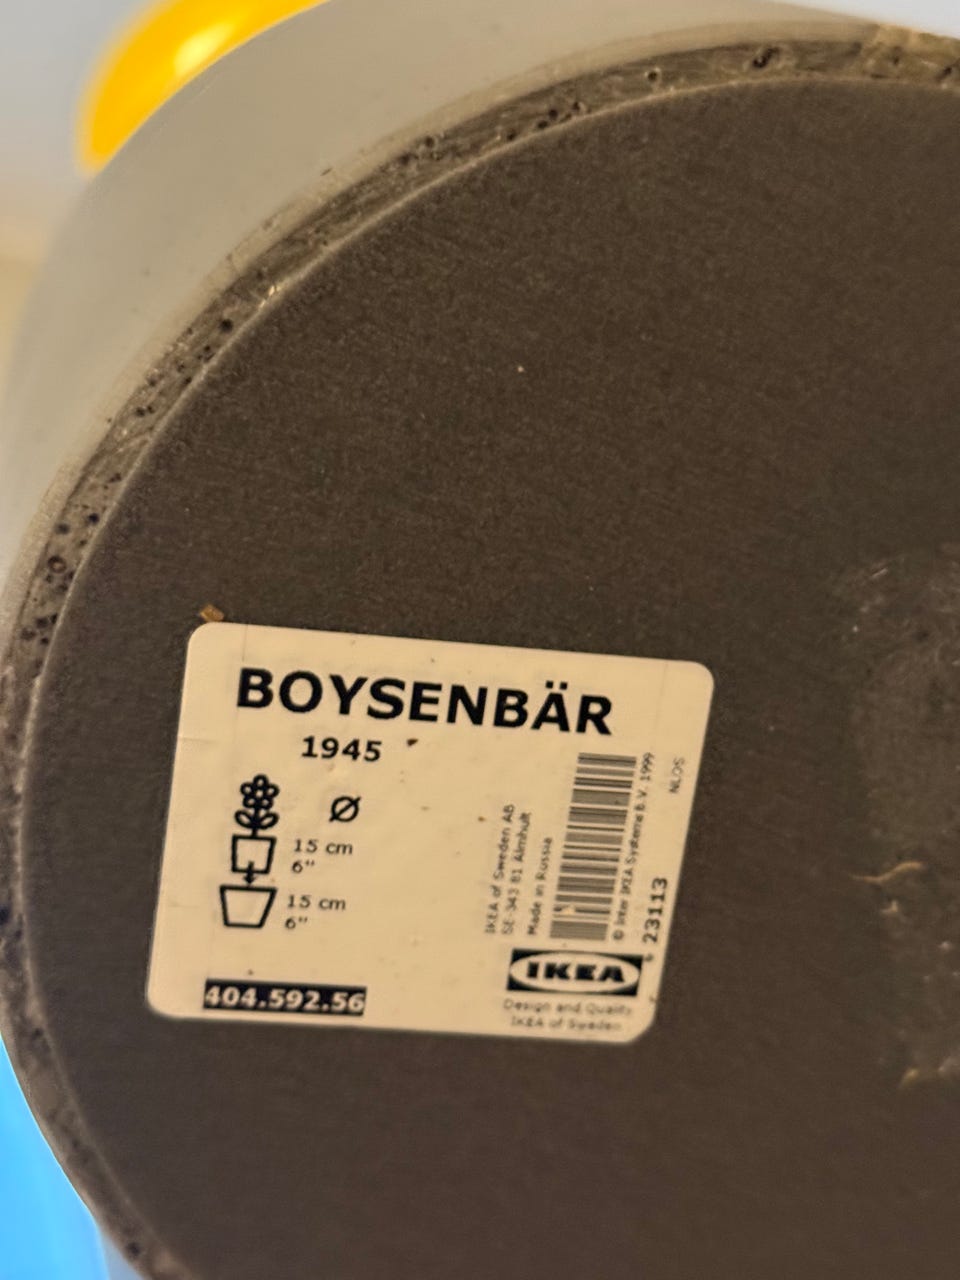 BOYSENBÄR
1945
Ø
15 cm
6"
15 cm
6"
404.592.56
IKEA of Sweden AB
SE-343 81 Älmhult
Made in Russia
© Inter IKEA Systems B.V. 1999
23113
IKEA
Design and Quality
IKEA of Sweden